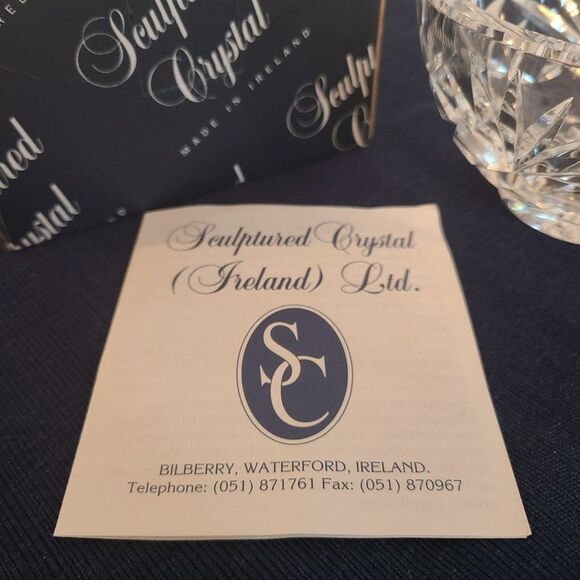 Sculptured
Crystal
MADE IN IRELAND
Sculptured Crystal
(Ireland) Ltd.
SC
BILBERRY, WATERFORD, IRELAND.
Telephone: (051) 871761 Fax: (051) 870967